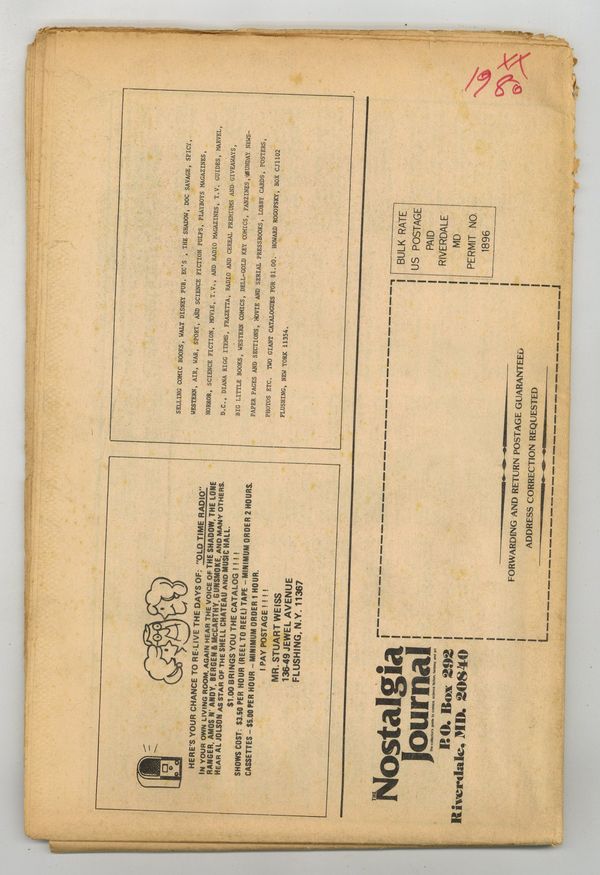 19 80
XX
SELLING COMIC BOOKS, WALT DISNEY PUB, EC'S , THE SHADOW, DOC SAVAGE, SPICY,
WESTERN, AIR, WAR, SPORT, AND SCIENCE FICTION PULPS, PLAYBOYS MAGAZINES,
HORROR, SCIENCE FICTION, MOVIE, T.V., AND RADIO MAGAZINES, T.V. GUIDES, MARVEL,
D.C., DIANA RIGG ITEMS, FRAZETTA, RADIO AND CEREAL PREMIUMS AND GIVEAWAYS,
BIG LITTLE BOOKS, WESTERN COMICS, DELL-GOLD KEY COMICS, FANZINES, SUNDAY NEWS-
PAPER PAGES AND SECTIONS, MOVIE AND SERIAL PRESSBOOKS, LOBBY CARDS, POSTERS,
PHOTOS ETC. TWO GIANT CATALOGUES FOR $1.00. HOWARD ROGOFSKY, BOX CJ1102
FLUSHING, NEW YORK 11354.
HERE'S YOUR CHANCE TO RE-LIVE THE DAYS OF: "OLD TIME RADIO"
IN YOUR OWN LIVING ROOM, AGAIN HEAR THE VOICE OF THE SHADOW, THE LONE
RANGER, AMOS N' ANDY, BERGEN & McCARTHY, GUNSMOKE, AND MANY OTHERS.
HEAR AL JOLSON AS STAR OF THE SHELL CHATEAU AND MUSIC HALL.
$1.00 BRINGS YOU THE CATALOG ! ! ! !
SHOWS COST: $3.50 PER HOUR (REEL TO REEL) TAPE - MINIMUM ORDER 2 HOURS.
CASSETTES - $5.00 PER HOUR - MINIMUM ORDER 1 HOUR.
I PAY POSTAGE ! ! ! !
MR. STUART WEISS
136-49 JEWEL AVENUE
FLUSHING, N.Y. 11367
BULK RATE
US POSTAGE
PAID
RIVERDALE
MD
PERMIT NO.
1896
FORWARDING AND RETURN POSTAGE GUARANTEED
ADDRESS CORRECTION REQUESTED
THE
Nostalgia
Journal
P.O. Box 292
Riverdale, MD. 20840